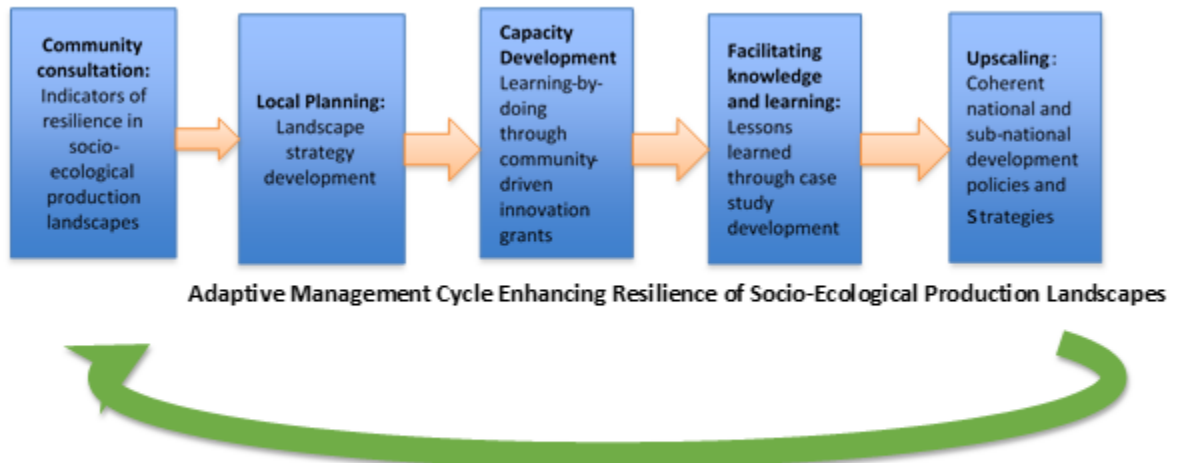 Community
consultation:
Indicators of
resilience in
socio-
ecological
production
landscapes
Local Planning:
Landscape
strategy
development
Capacity
Development
Learning-by-
doing
through
community-
driven
innovation
grants
Facilitating
knowledge
and learning:
Lessons
learned
through case
study
development
Upscaling:
Coherent
national and
sub-national
development
policies and
Strategies
Adaptive Management Cycle Enhancing Resilience of Socio-Ecological Production Landscapes